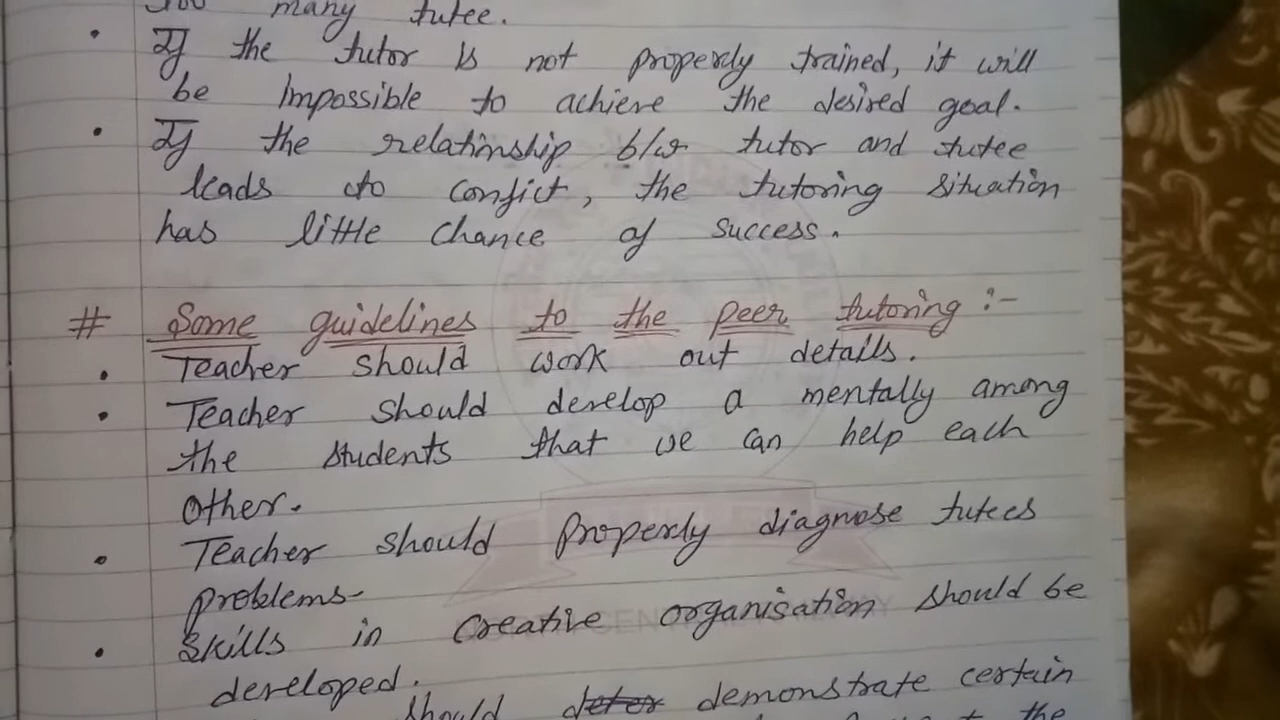 many tutee.
• If the tutor is not properly trained, it will
be Impossible to achieve the desired goal.
• If the relationship b/w tutor and tutee
leads to confict, the tutoring situation
has little chance of success.
# Some guidelines to the peer tutoring :-
• Teacher should work out details.
• Teacher should develop a mentally among
the students that we can help each
other.
• Teacher should properly diagnose tutees
problems.
• Skills in creative organisation should be
developed.
should demonstrate certain
the